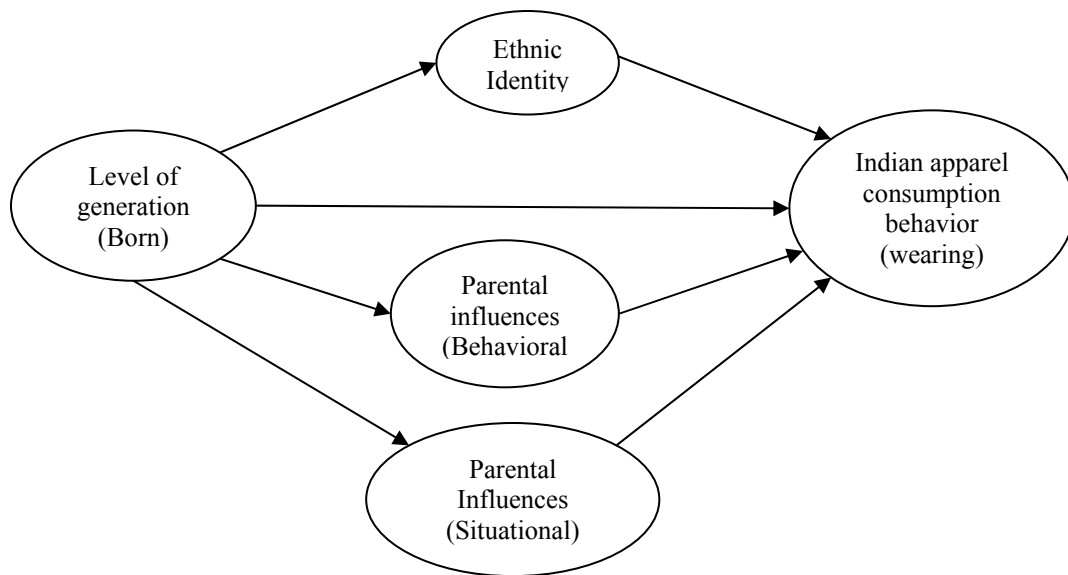 Ethnic
Identity
Level of
generation
(Born)
Indian apparel
consumption
behavior
(wearing)
Parental
influences
(Behavioral
Parental
Influences
(Situational)